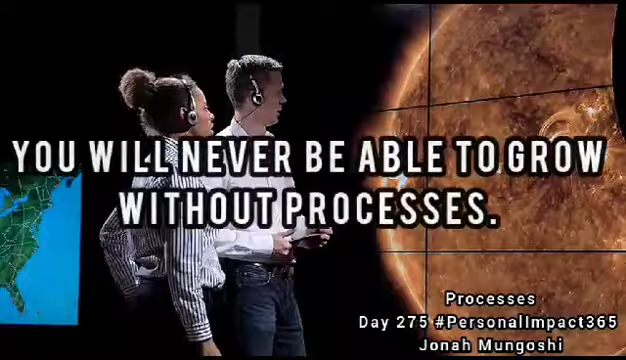 YOU WILL NEVER BE ABLE TO GROW
WITHOUT PROCESSES.
Processes
Day 275 #PersonalImpact365
Jonah Mungoshi